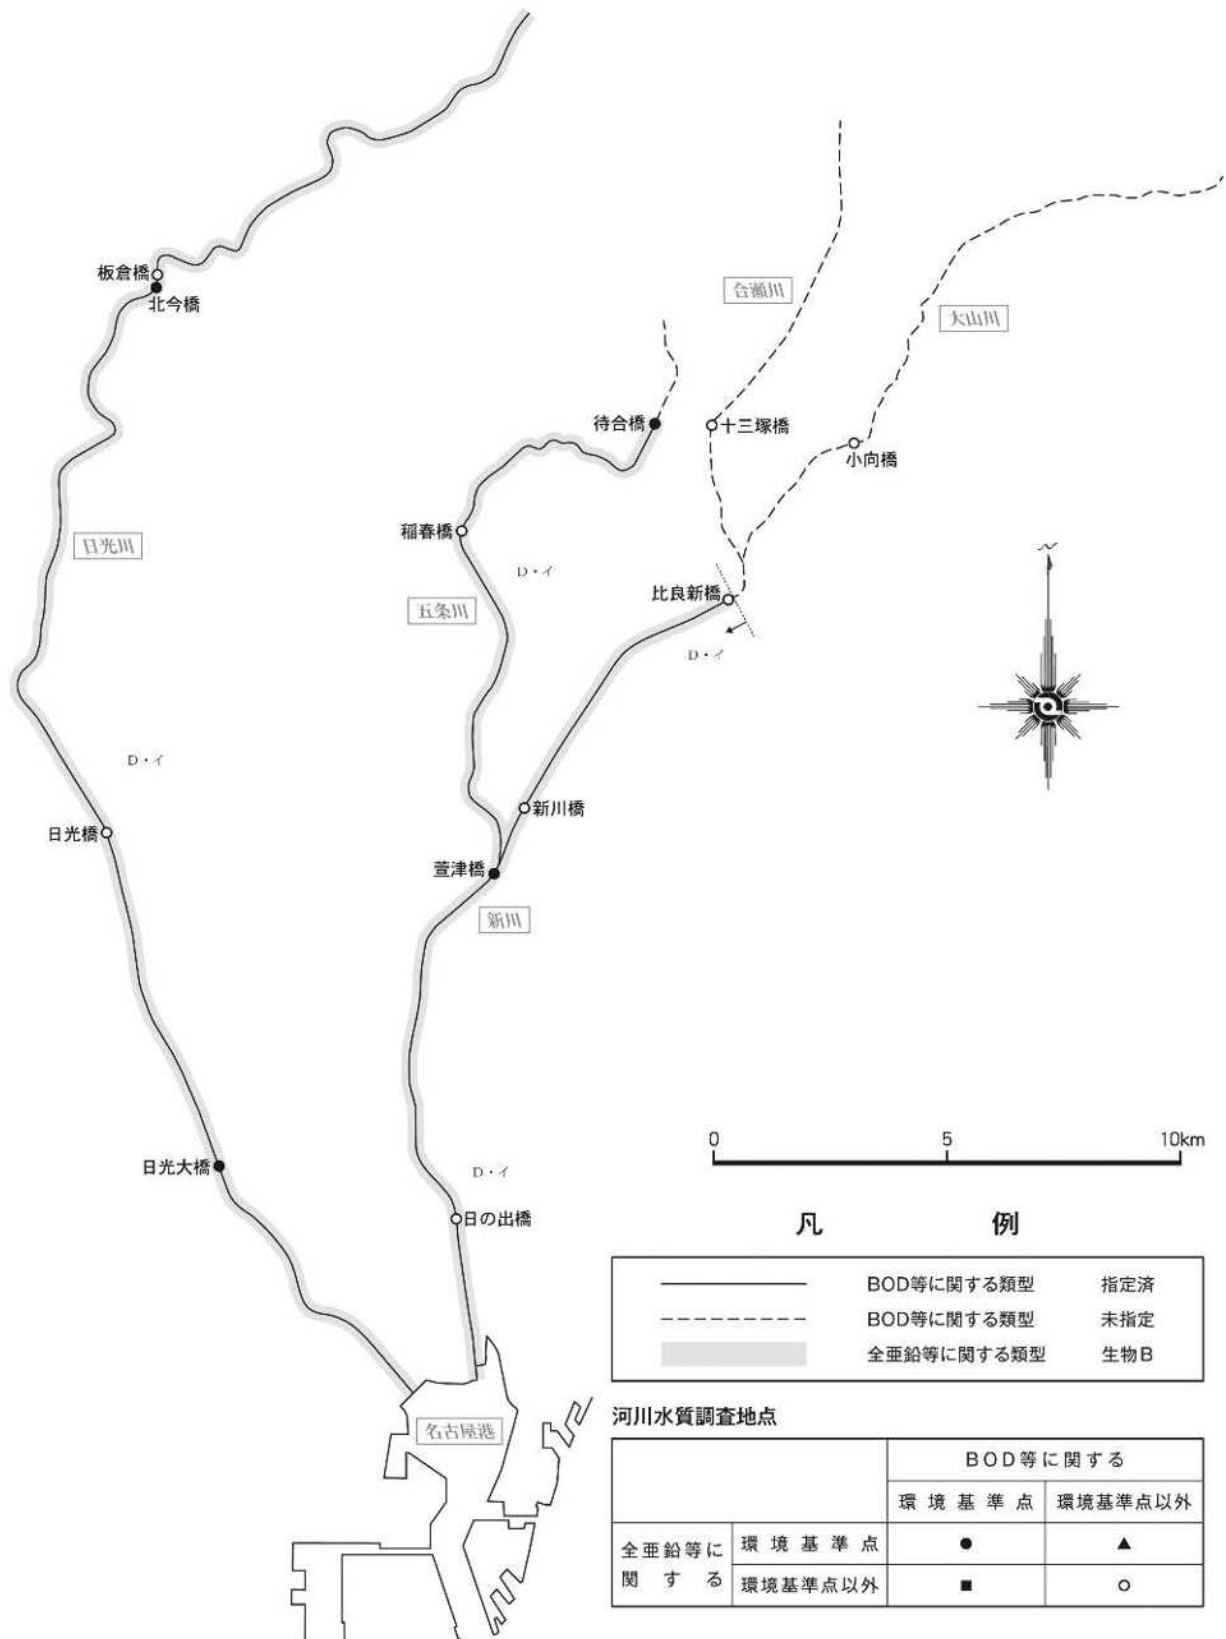 板倉橋
北今橋
合瀬川
大山川
待合橋
十三塚橋
小向橋
稲春橋
日光川
D・イ
五条川
比良新橋
D・イ
N
D・イ
新川橋
日光橋
萱津橋
新川
0 5 10km
日光大橋
D・イ
日の出橋
凡 例
BOD等に関する類型 指定済
BOD等に関する類型 未指定
全亜鉛等に関する類型 生物B
名古屋港
河川水質調査地点
BOD等に関する
環境基準点 環境基準点以外
全亜鉛等に
関する
環境基準点 ● ▲
環境基準点以外 ■ ○